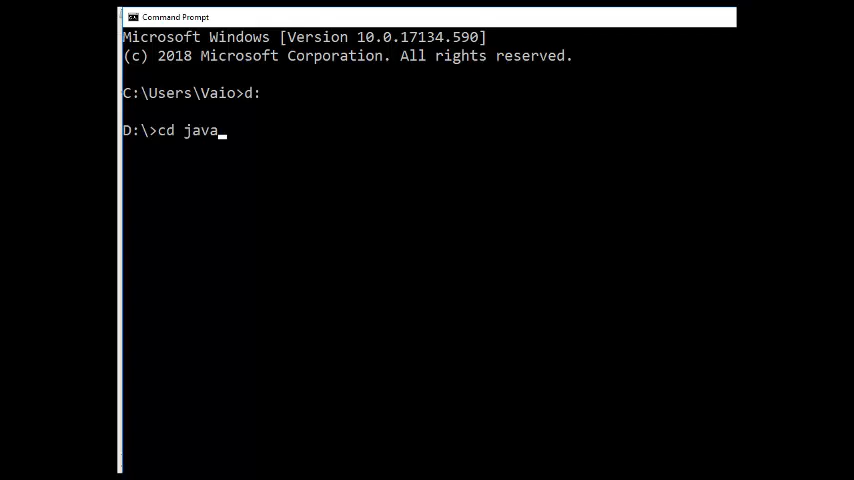 Command Prompt
Microsoft Windows [Version 10.0.17134.590]
(c) 2018 Microsoft Corporation. All rights reserved.
C:\Users\Vaio>d:
D:\>cd java